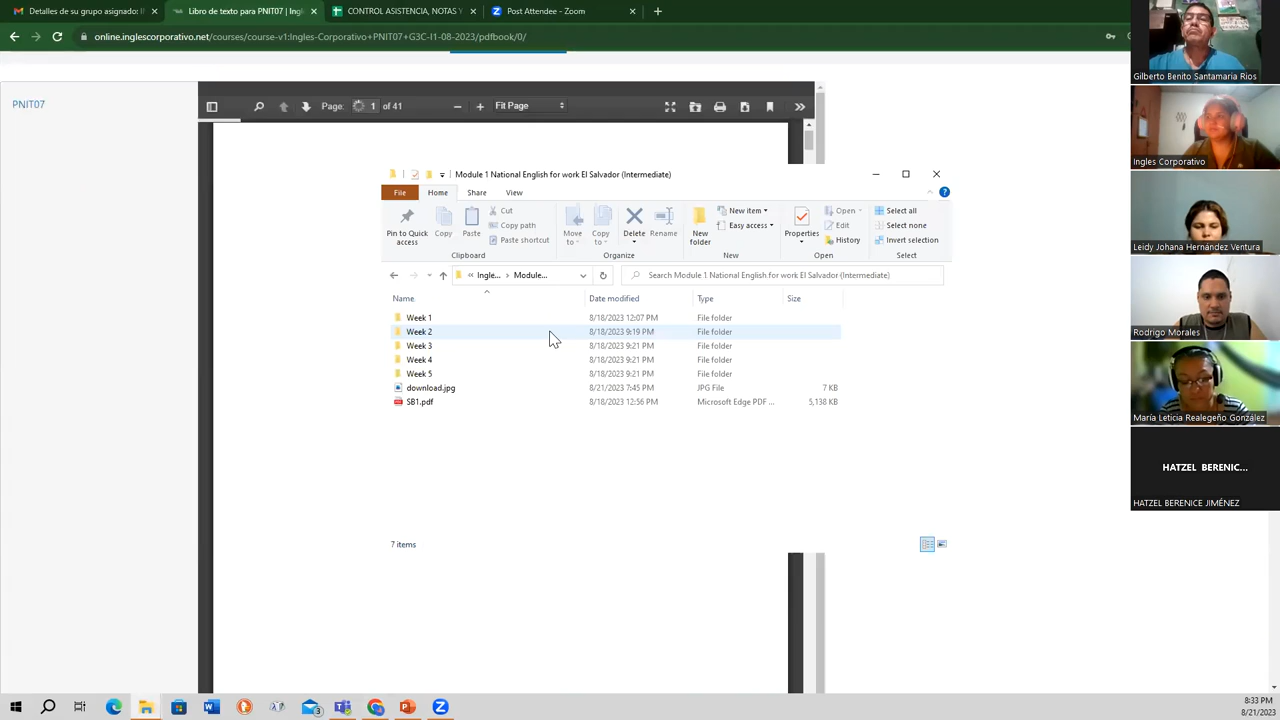 Detalles de su grupo asignado:
Libro de texto para PNIT07 | Ingles
CONTROL ASISTENCIA, NOTAS Y
Post Attendee - Zoom
online.inglescorporativo.net/courses/course-v1:Ingles-Corporativo+PNIT07+G3C-I1-08-2023/pdfbook/0/
PNIT07
Page: 1 of 41
Fit Page
Module 1 National English for work El Salvador (Intermediate)
File Home Share View
Pin to Quick access
Copy
Paste
Cut
Copy path
Paste shortcut
Clipboard
Move to
Copy to
Delete
Rename
Organize
New folder
New item
Easy access
New
Properties
Open
Edit
History
Open
Select all
Select none
Invert selection
Select
« Ingle... > Module...
Search Module 1 National English for work El Salvador (Intermediate)
Name Date modified Type Size
Week 1 8/18/2023 12:07 PM File folder
Week 2 8/18/2023 9:19 PM File folder
Week 3 8/18/2023 9:21 PM File folder
Week 4 8/18/2023 9:21 PM File folder
Week 5 8/18/2023 9:21 PM File folder
download.jpg 8/21/2023 7:45 PM JPG File 7 KB
SB1.pdf 8/18/2023 12:56 PM Microsoft Edge PDF ... 5,138 KB
7 items
Gilberto Benito Santamaria Rios
Ingles Corporativo
Leidy Johana Hernández Ventura
Rodrigo Morales
María Leticia Realegeño González
HATZEL BERENIC...
HATZEL BERENICE JIMÉNEZ
3
8:33 PM
8/21/2023